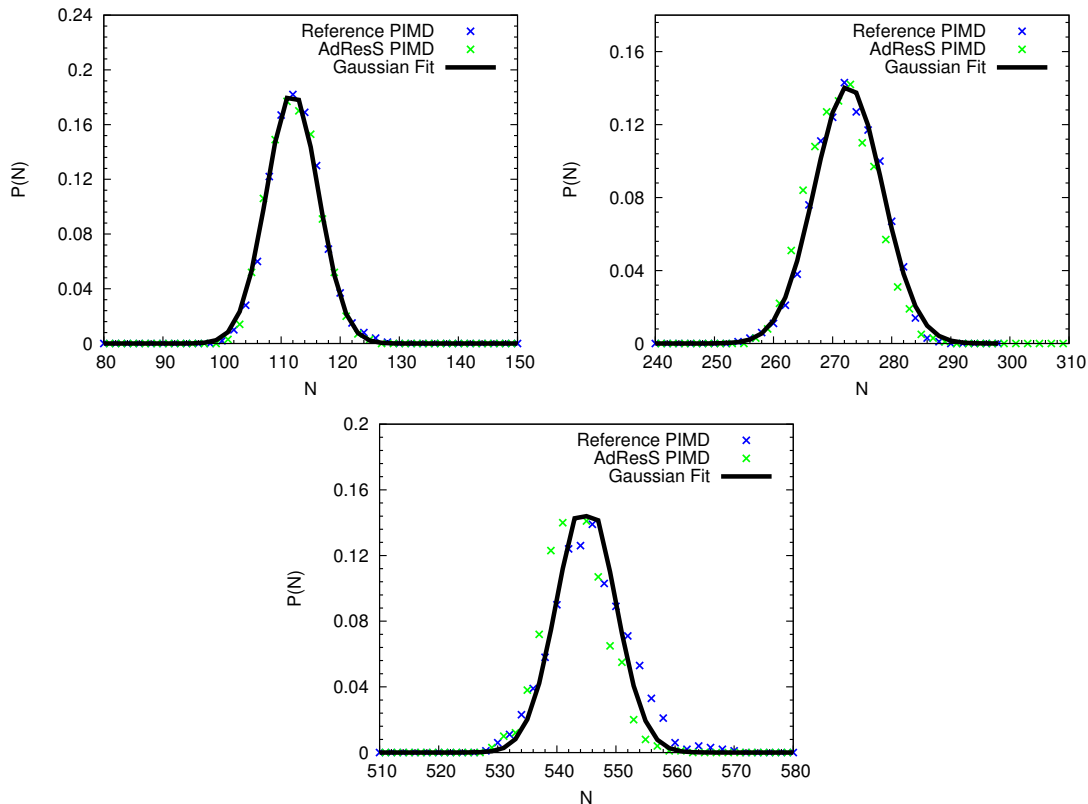 0.24
0.2
0.16
0.12
0.08
0.04
0
P(N)
Reference PIMD
AdResS PIMD
Gaussian Fit
80 90 100 110 120 130 140 150
N
0.16
0.12
0.08
0.04
0
P(N)
Reference PIMD
AdResS PIMD
Gaussian Fit
240 250 260 270 280 290 300 310
N
0.2
0.16
0.12
0.08
0.04
0
P(N)
Reference PIMD
AdResS PIMD
Gaussian Fit
510 520 530 540 550 560 570 580
N